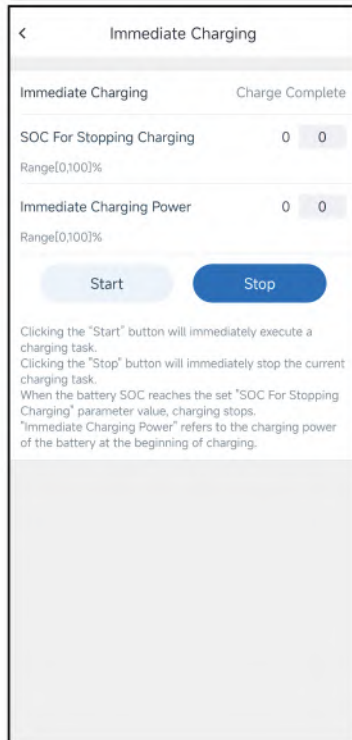 Immediate Charging
Immediate Charging Charge Complete
SOC For Stopping Charging 0 0
Range[0,100]%
Immediate Charging Power 0 0
Range[0,100]%
Start Stop
Clicking the "Start" button will immediately execute a
charging task.
Clicking the "Stop" button will immediately stop the current
charging task.
When the battery SOC reaches the set "SOC For Stopping
Charging" parameter value, charging stops.
"Immediate Charging Power" refers to the charging power
of the battery at the beginning of charging.